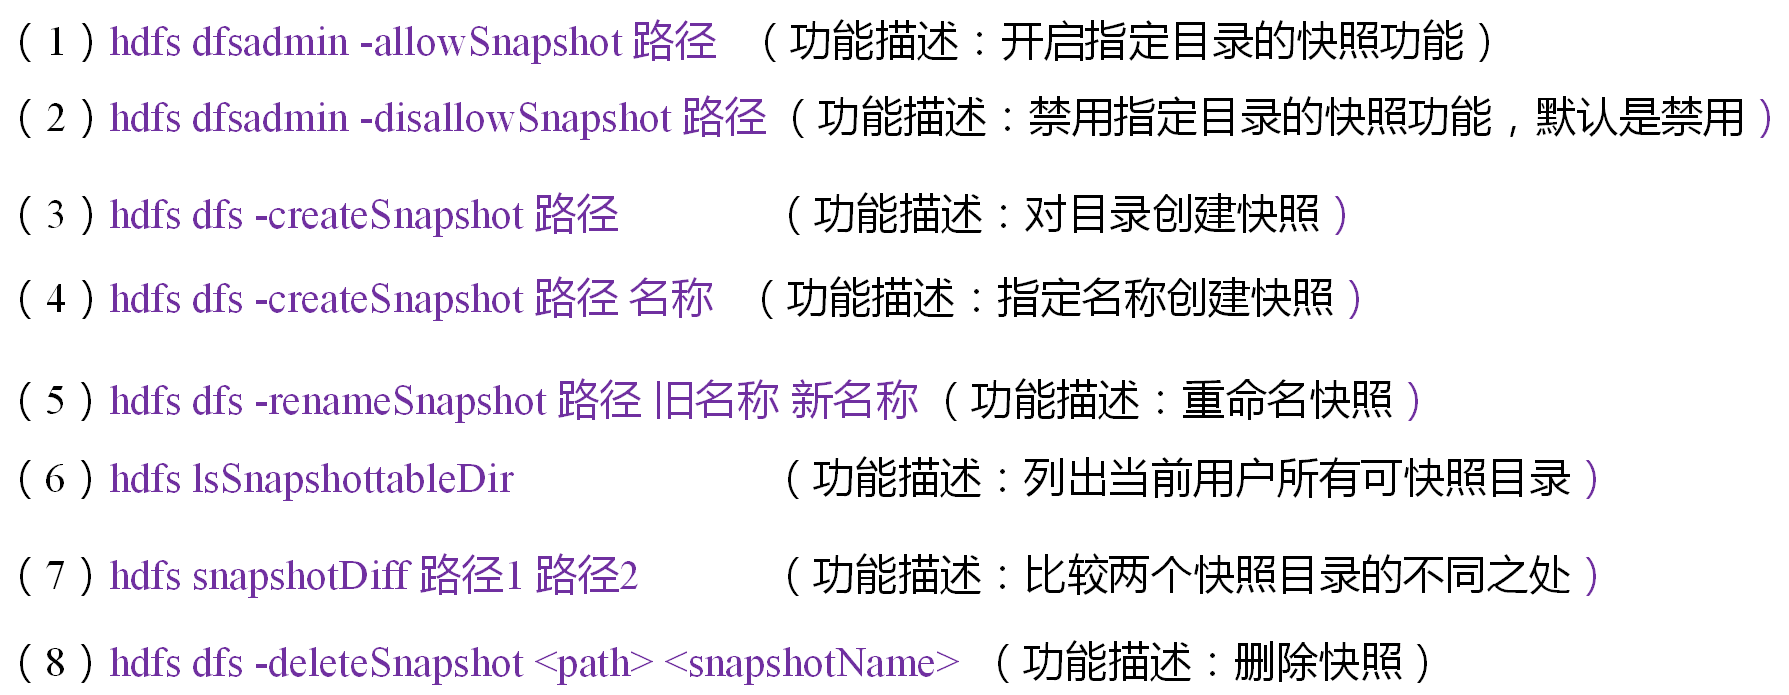 （1）hdfs dfsadmin -allowSnapshot 路径 （功能描述：开启指定目录的快照功能）
（2）hdfs dfsadmin -disallowSnapshot 路径（功能描述：禁用指定目录的快照功能，默认是禁用）
（3）hdfs dfs -createSnapshot 路径 （功能描述：对目录创建快照）
（4）hdfs dfs -createSnapshot 路径 名称 （功能描述：指定名称创建快照）
（5）hdfs dfs -renameSnapshot 路径 旧名称 新名称（功能描述：重命名快照）
（6）hdfs lsSnapshottableDir （功能描述：列出当前用户所有可快照目录）
（7）hdfs snapshotDiff 路径1 路径2 （功能描述：比较两个快照目录的不同之处）
（8）hdfs dfs -deleteSnapshot <path> <snapshotName> （功能描述：删除快照）